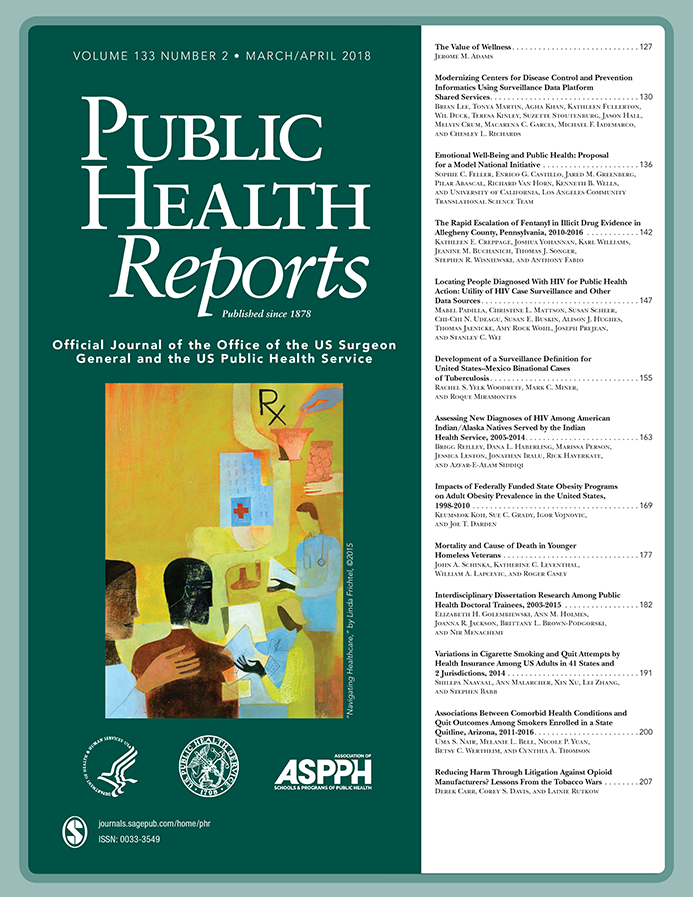 VOLUME 133 NUMBER 2 • MARCH/APRIL 2018
PUBLIC
HEALTH
Reports
Published since 1878
Official Journal of the Office of the US Surgeon
General and the US Public Health Service
Rx
"Navigating Healthcare," by Linda Frichtel, ©2015
DEPARTMENT OF HEALTH & HUMAN SERVICES USA
US PUBLIC HEALTH SERVICE
1798
ASSOCIATION OF
ASPPH
SCHOOLS & PROGRAMS OF PUBLIC HEALTH
S
journals.sagepub.com/home/phr
ISSN: 0033-3549
The Value of Wellness . . . . . . . . . . . . . . . . . . . . . . . . . . . . 127
JEROME M. ADAMS
Modernizing Centers for Disease Control and Prevention
Informatics Using Surveillance Data Platform
Shared Services . . . . . . . . . . . . . . . . . . . . . . . . . . . . . . . . 130
BRIAN LEE, TONYA MARTIN, AGHA KHAN, KATHLEEN FULLERTON,
WIL DUCK, TERESA KINLEY, SUZETTE STOUTENBURG, JASON HALL,
MELVIN CRUM, MACARENA C. GARCIA, MICHAEL F. IADEMARCO,
AND CHESLEY L. RICHARDS
Emotional Well-Being and Public Health: Proposal
for a Model National Initiative . . . . . . . . . . . . . . . . . . . . . 136
SOPHIE C. FELLER, ENRICO G. CASTILLO, JARED M. GREENBERG,
PILAR ABASCAL, RICHARD VAN HORN, KENNETH B. WELLS,
AND UNIVERSITY OF CALIFORNIA, LOS ANGELES COMMUNITY
TRANSLATIONAL SCIENCE TEAM
The Rapid Escalation of Fentanyl in Illicit Drug Evidence in
Allegheny County, Pennsylvania, 2010-2016 . . . . . . . . . . . . 142
KATHLEEN E. CREPPAGE, JOSHUA YOHANNAN, KARL WILLIAMS,
JEANINE M. BUCHANICH, THOMAS J. SONGER,
STEPHEN R. WISNIEWSKI, AND ANTHONY FABIO
Locating People Diagnosed With HIV for Public Health
Action: Utility of HIV Case Surveillance and Other
Data Sources . . . . . . . . . . . . . . . . . . . . . . . . . . . . . . . . . . 147
MABEL PADILLA, CHRISTINE L. MATTSON, SUSAN SCHEER,
CHI-CHI N. UDEAGU, SUSAN E. BUSKIN, ALISON J. HUGHES,
THOMAS JAENICKE, AMY ROCK WOHL, JOSEPH PREJEAN,
AND STANLEY C. WEI
Development of a Surveillance Definition for
United States–Mexico Binational Cases
of Tuberculosis . . . . . . . . . . . . . . . . . . . . . . . . . . . . . . . . 155
RACHEL S. YELK WOODRUFF, MARK C. MINER,
AND ROQUE MIRAMONTES
Assessing New Diagnoses of HIV Among American
Indian/Alaska Natives Served by the Indian
Health Service, 2005-2014 . . . . . . . . . . . . . . . . . . . . . . . . . 163
BRIGG REILLEY, DANA L. HABERLING, MARISSA PERSON,
JESSICA LESTON, JONATHAN IRALU, RICK HAVERKATE,
AND AZFAR-E-ALAM SIDDIQI
Impacts of Federally Funded State Obesity Programs
on Adult Obesity Prevalence in the United States,
1998-2010 . . . . . . . . . . . . . . . . . . . . . . . . . . . . . . . . . . . . 169
KEUMSEOK KOH, SUE C. GRADY, IGOR VOJNOVIC,
AND JOE T. DARDEN
Mortality and Cause of Death in Younger
Homeless Veterans . . . . . . . . . . . . . . . . . . . . . . . . . . . . . . 177
JOHN A. SCHINKA, KATHERINE C. LEVENTHAL,
WILLIAM A. LAPCEVIC, AND ROGER CASEY
Interdisciplinary Dissertation Research Among Public
Health Doctoral Trainees, 2003-2015 . . . . . . . . . . . . . . . . 182
ELIZABETH H. GOLEMBIEWSKI, ANN M. HOLMES,
JOANNA R. JACKSON, BRITTANY L. BROWN-PODGORSKI,
AND NIR MENACHEMI
Variations in Cigarette Smoking and Quit Attempts by
Health Insurance Among US Adults in 41 States and
2 Jurisdictions, 2014 . . . . . . . . . . . . . . . . . . . . . . . . . . . . . 191
SHILLPA NAAVAAL, ANN MALARCHER, XIN XU, LEI ZHANG,
AND STEPHEN BABB
Associations Between Comorbid Health Conditions and
Quit Outcomes Among Smokers Enrolled in a State
Quitline, Arizona, 2011-2016 . . . . . . . . . . . . . . . . . . . . . . . 200
UMA S. NAIR, MELANIE L. BELL, NICOLE P. YUAN,
BETSY C. WERTHEIM, AND CYNTHIA A. THOMSON
Reducing Harm Through Litigation Against Opioid
Manufacturers? Lessons From the Tobacco Wars . . . . . . . . 207
DEREK CARR, COREY S. DAVIS, AND LAINIE RUTKOW